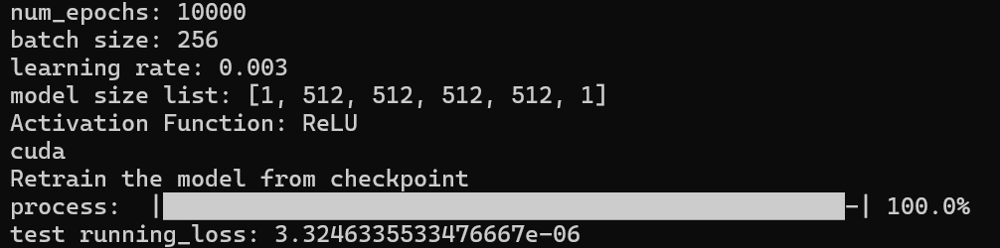 num_epochs: 10000
batch size: 256
learning rate: 0.003
model size list: [1, 512, 512, 512, 512, 1]
Activation Function: ReLU
cuda
Retrain the model from checkpoint
process:  |██████████████████████████████████████████████████-| 100.0%
test running_loss: 3.3246335533476667e-06